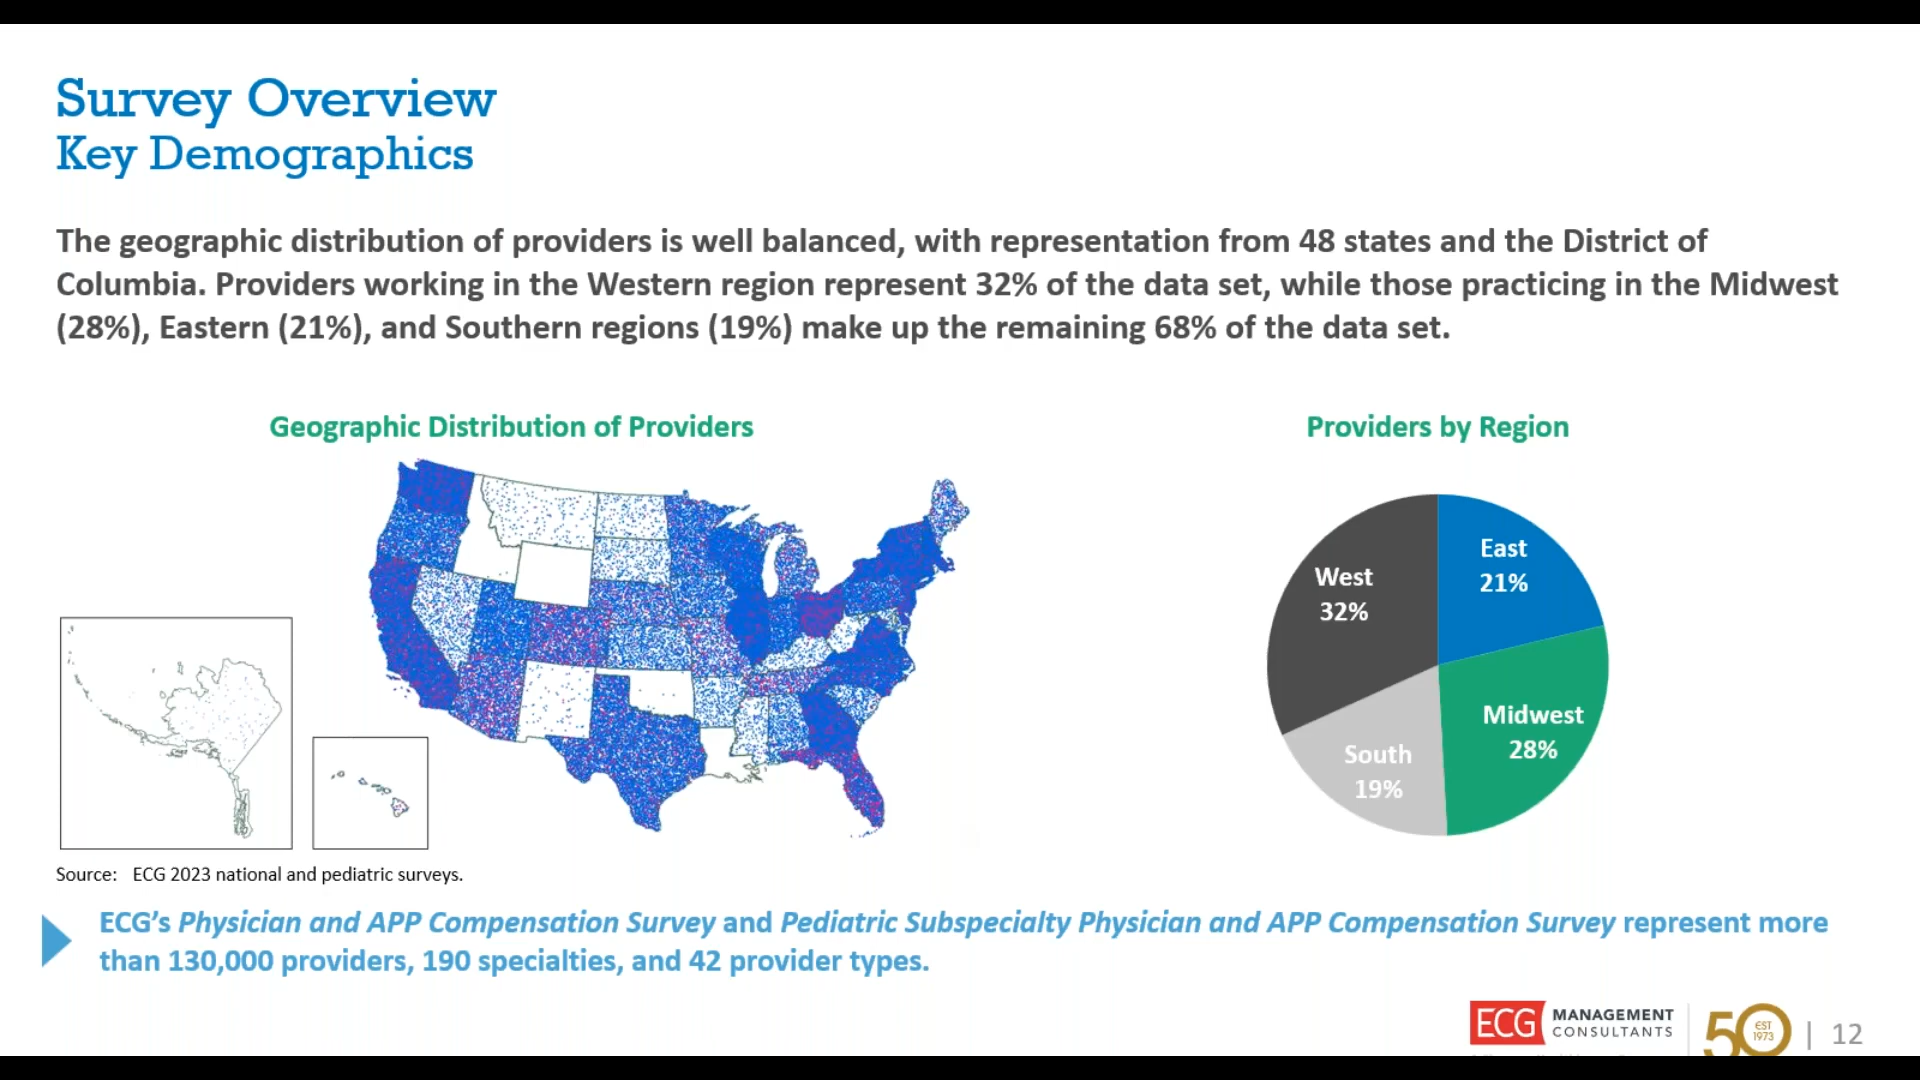 Survey Overview
Key Demographics
The geographic distribution of providers is well balanced, with representation from 48 states and the District of
Columbia. Providers working in the Western region represent 32% of the data set, while those practicing in the Midwest
(28%), Eastern (21%), and Southern regions (19%) make up the remaining 68% of the data set.
Geographic Distribution of Providers
Providers by Region
East
21%
West
32%
Midwest
28%
South
19%
Source: ECG 2023 national and pediatric surveys.
ECG’s Physician and APP Compensation Survey and Pediatric Subspecialty Physician and APP Compensation Survey represent more
than 130,000 providers, 190 specialties, and 42 provider types.
ECG MANAGEMENT
CONSULTANTS
50
EST
1973
| 12